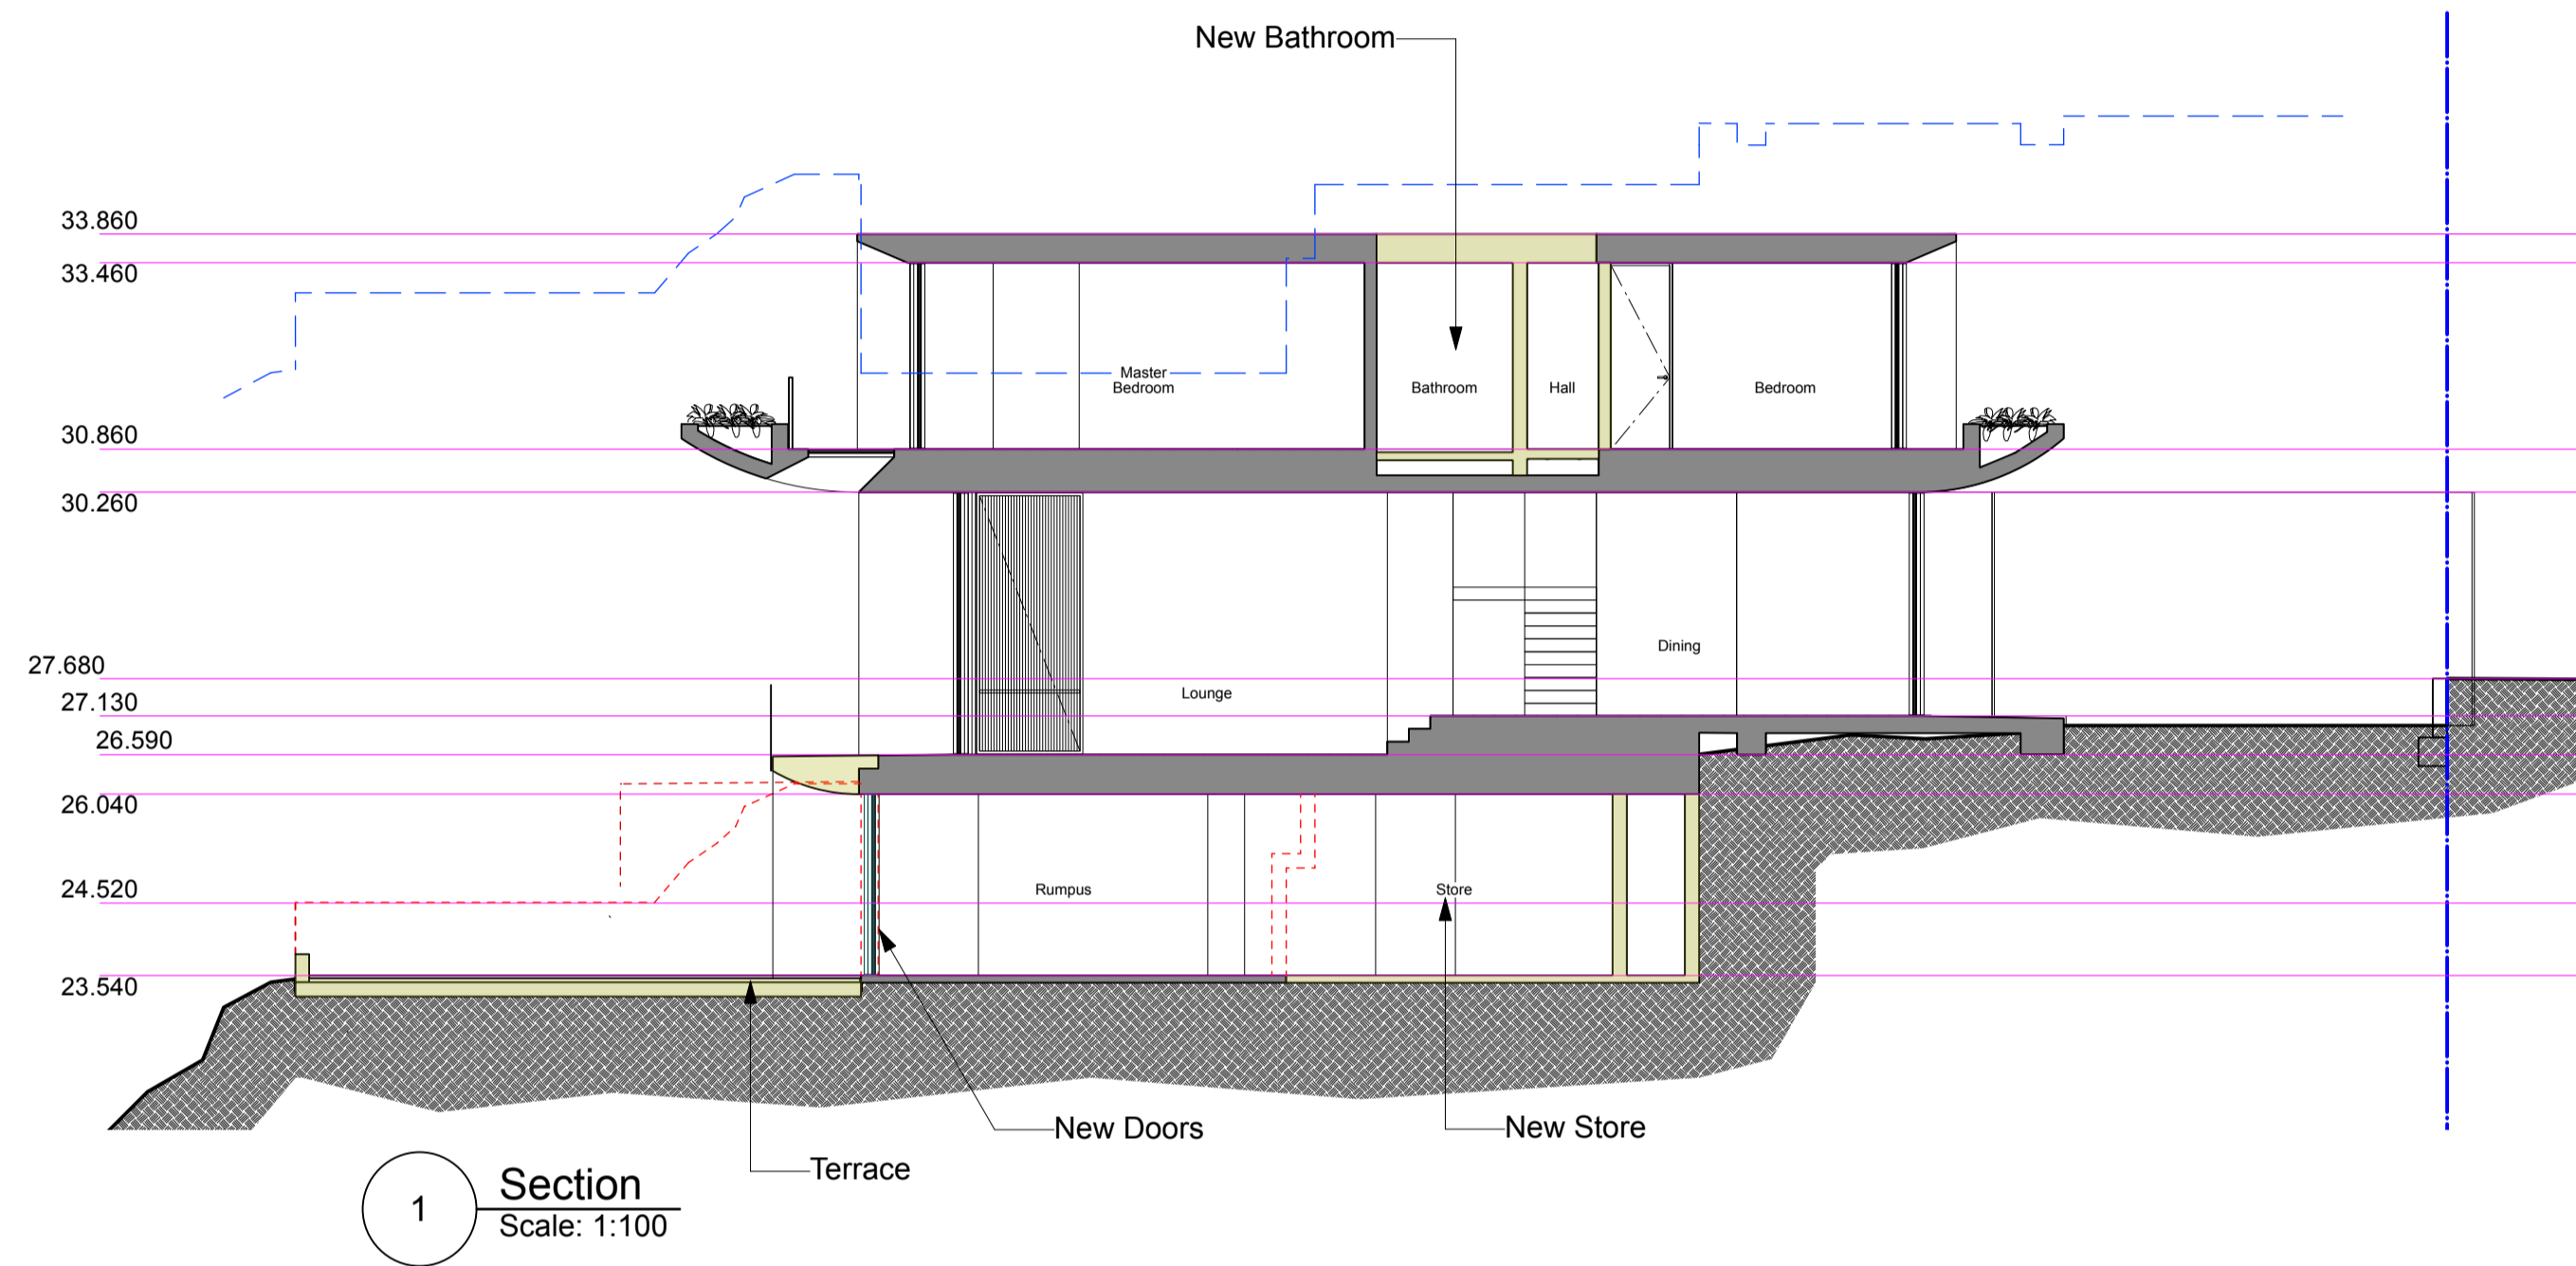 New Bathroom
33.860
33.460
Master
Bedroom
Bathroom
Hall
Bedroom
30.860
30.260
Dining
27.680
Lounge
27.130
26.590
26.040
24.520
Rumpus
Store
23.540
New Doors
New Store
Terrace
1
Section
Scale: 1:100